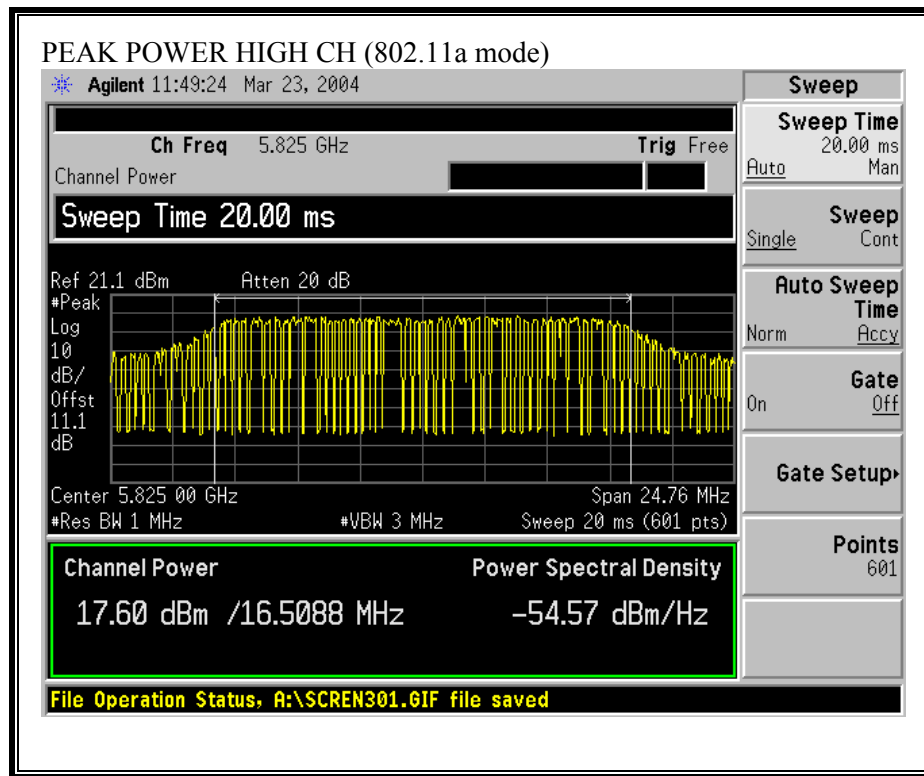 PEAK POWER HIGH CH (802.11a mode)
Agilent 11:49:24 Mar 23, 2004
Sweep
Ch Freq 5.825 GHz Trig Free
Channel Power
Sweep Time 20.00 ms
Ref 21.1 dBm Atten 20 dB
#Peak
Log
10
dB/
Offst
11.1
dB
Center 5.825 00 GHz Span 24.76 MHz
#Res BW 1 MHz #VBW 3 MHz Sweep 20 ms (601 pts)
Channel Power Power Spectral Density
17.60 dBm /16.5088 MHz -54.57 dBm/Hz
File Operation Status, A:\SCREN301.GIF file saved
Sweep Time
20.00 ms
Auto Man
Sweep
Single Cont
Auto Sweep
Time
Norm Accy
Gate
On Off
Gate Setup
Points
601